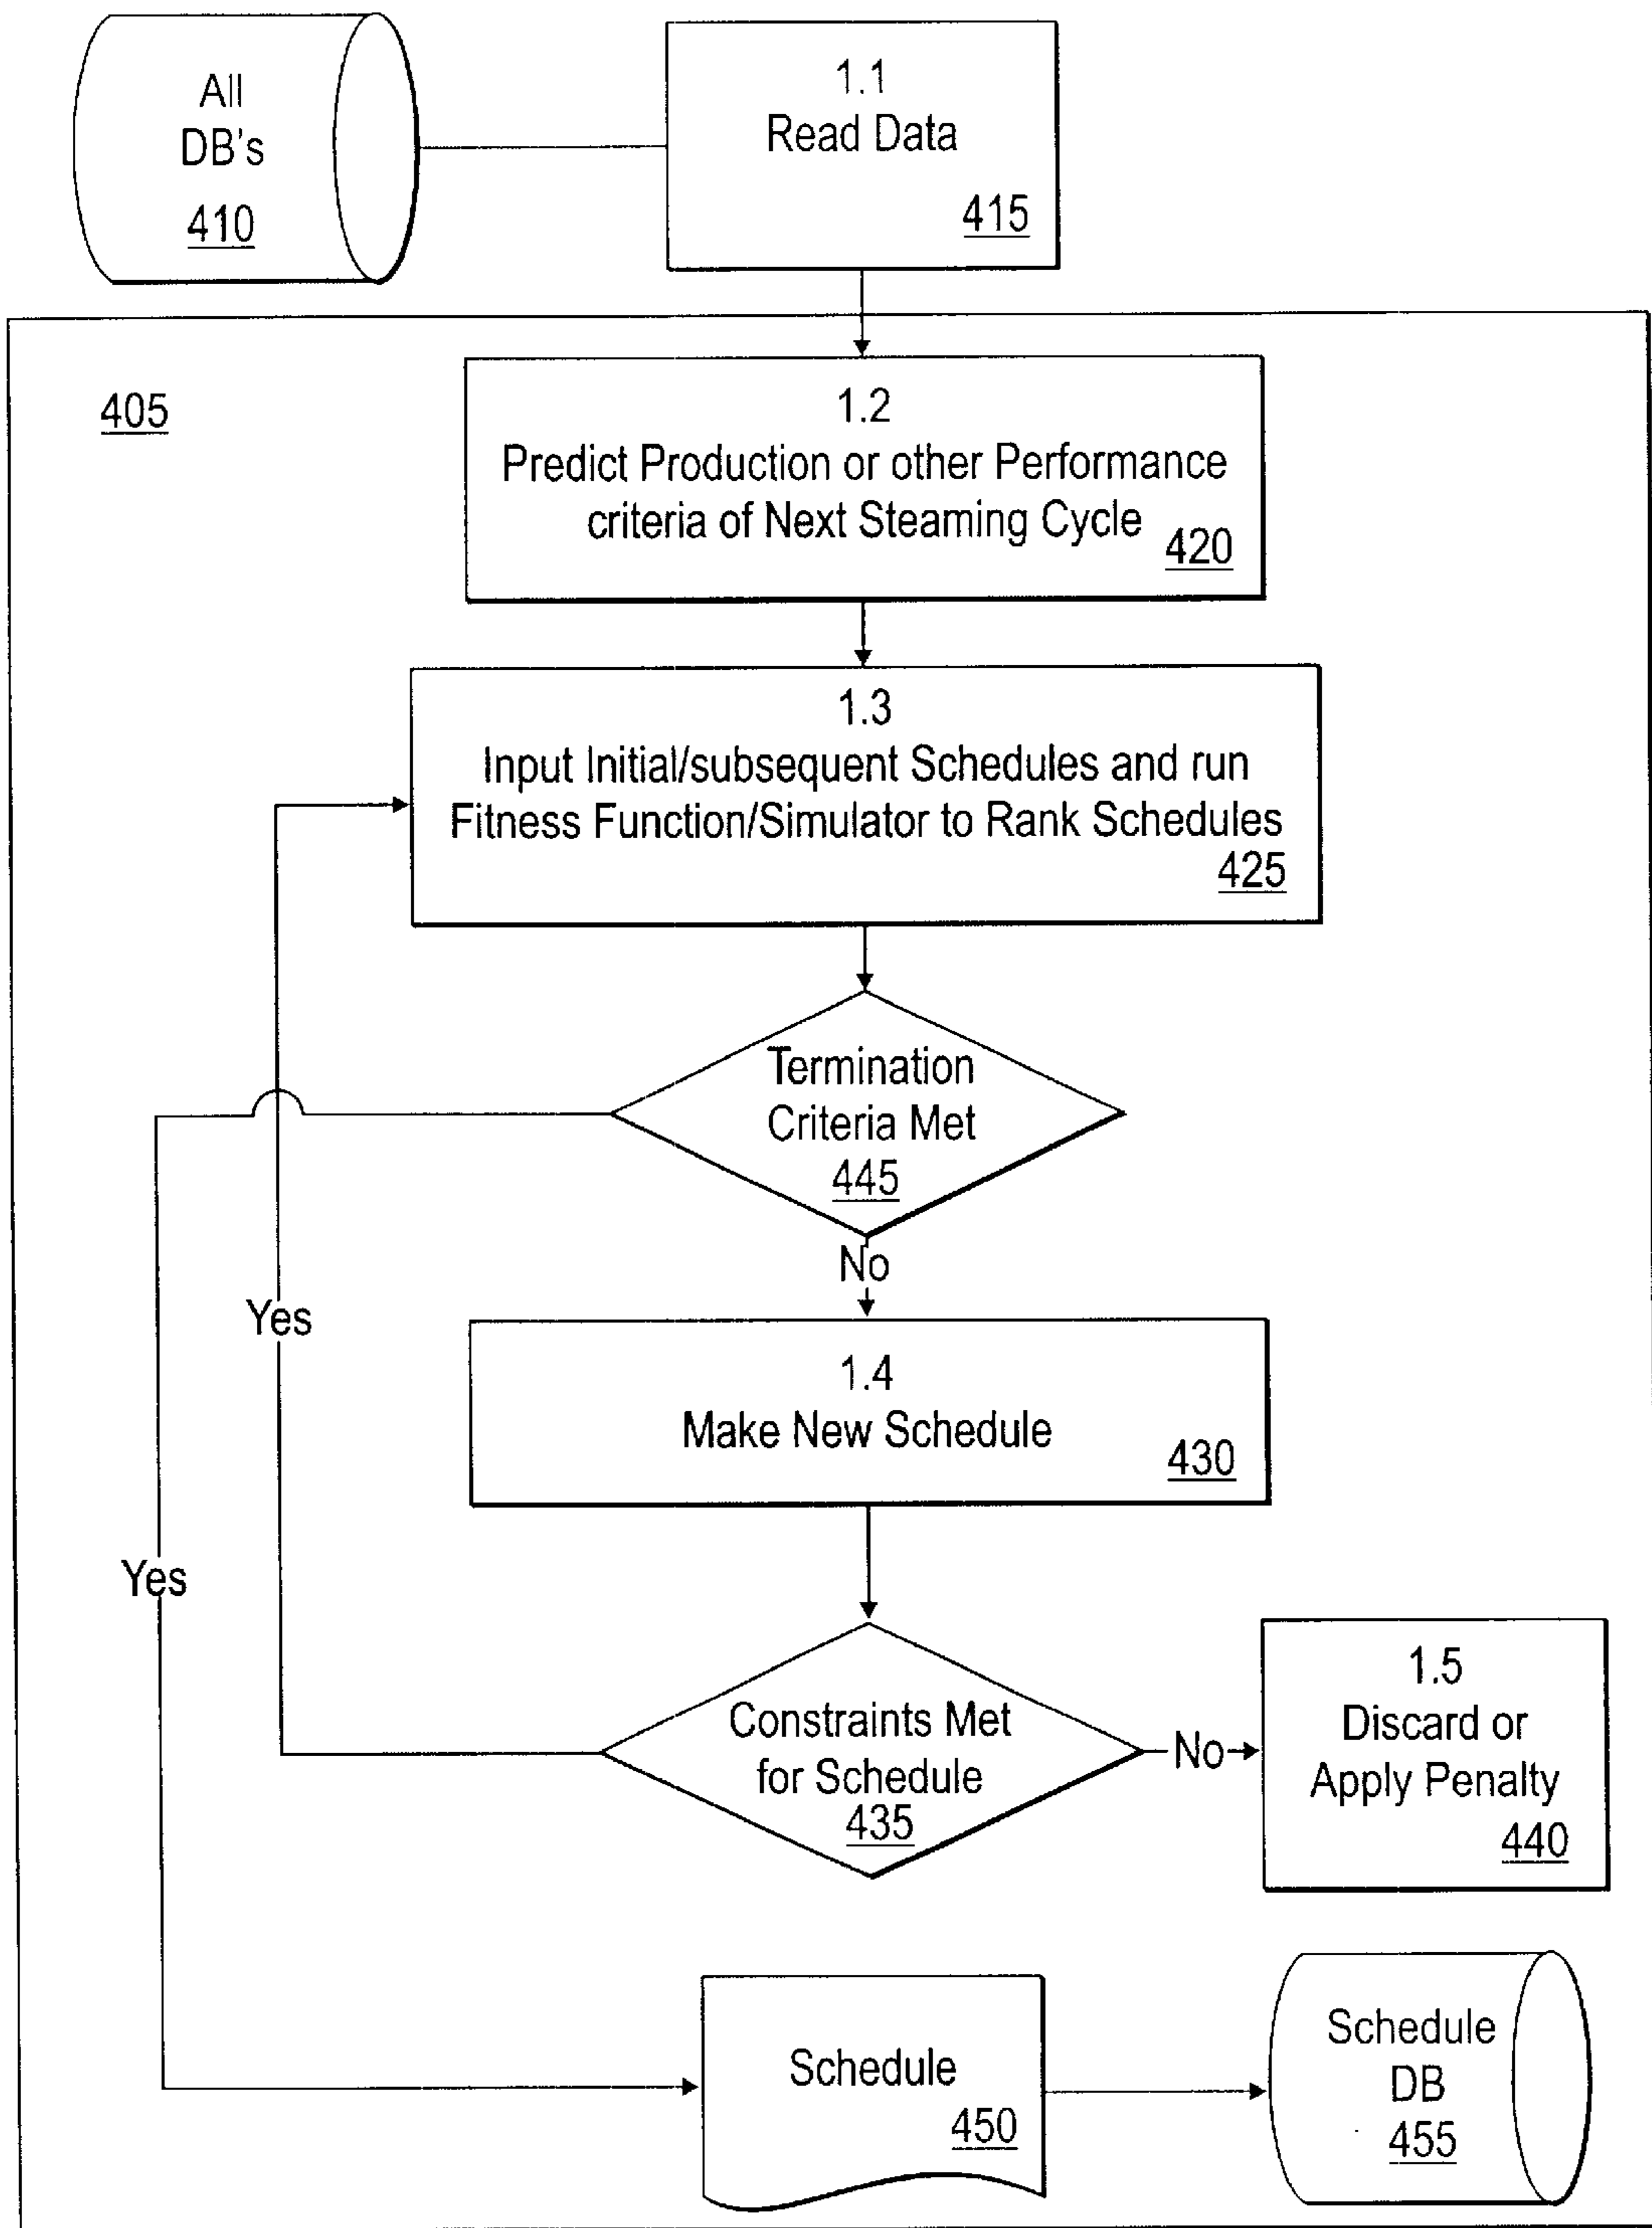 All
DB's
410
1.1
Read Data
415
405
1.2
Predict Production or other Performance
criteria of Next Steaming Cycle
420
1.3
Input Initial/subsequent Schedules and run
Fitness Function/Simulator to Rank Schedules
425
Termination
Criteria Met
445
No
Yes
1.4
Make New Schedule
430
Yes
Constraints Met
for Schedule
435
No
1.5
Discard or
Apply Penalty
440
Schedule
450
Schedule
DB
455